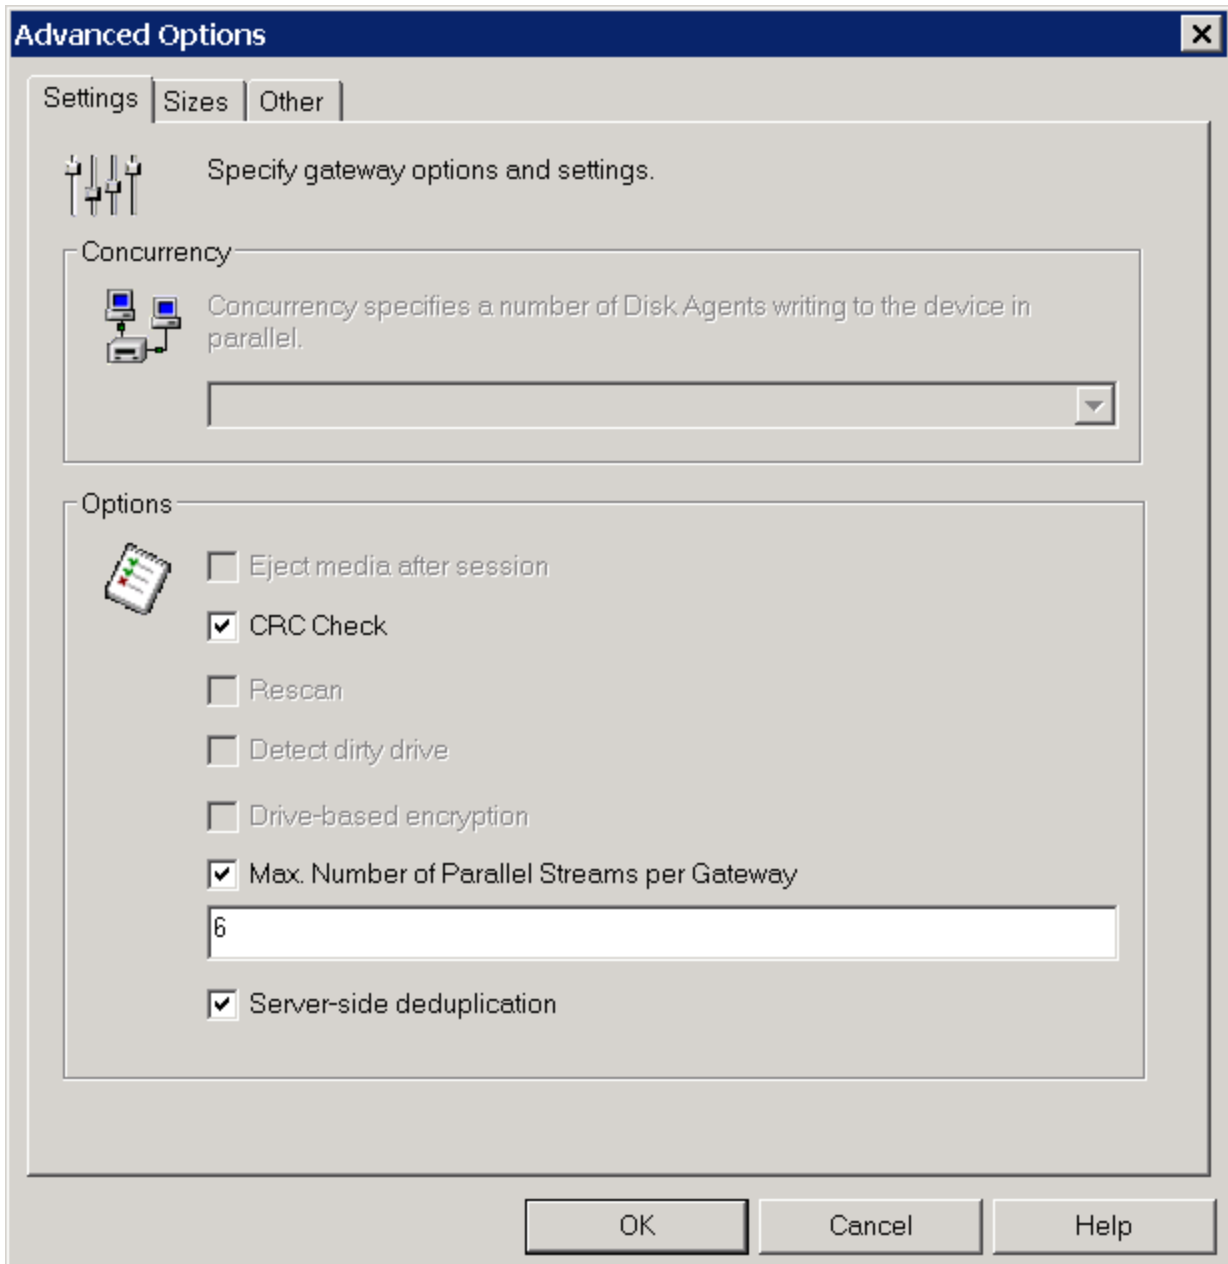 Advanced Options
Settings Sizes Other
Specify gateway options and settings.
Concurrency
Concurrency specifies a number of Disk Agents writing to the device in
parallel.
Options
Eject media after session
CRC Check
Rescan
Detect dirty drive
Drive-based encryption
Max. Number of Parallel Streams per Gateway
6
Server-side deduplication
OK Cancel Help